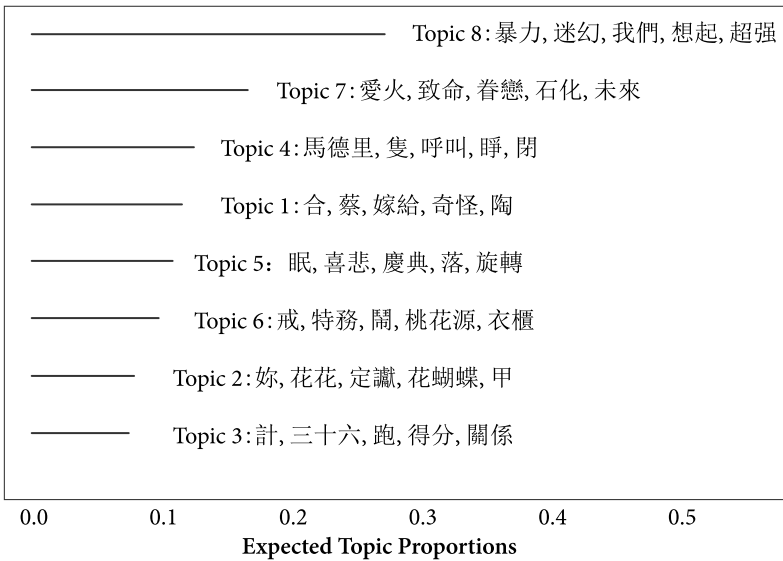 Topic 8: 暴力, 迷幻, 我們, 想起, 超强
Topic 7: 愛火, 致命, 眷戀, 石化, 未來
Topic 4: 馬德里, 隻, 呼叫, 睜, 閉
Topic 1: 合, 蔡, 嫁給, 奇怪, 陶
Topic 5: 眠, 喜悲, 慶典, 落, 旋轉
Topic 6: 戒, 特務, 鬧, 桃花源, 衣櫃
Topic 2: 妳, 花花, 定讞, 花蝴蝶, 甲
Topic 3: 計, 三十六, 跑, 得分, 關係
0.0 0.1 0.2 0.3 0.4 0.5
Expected Topic Proportions